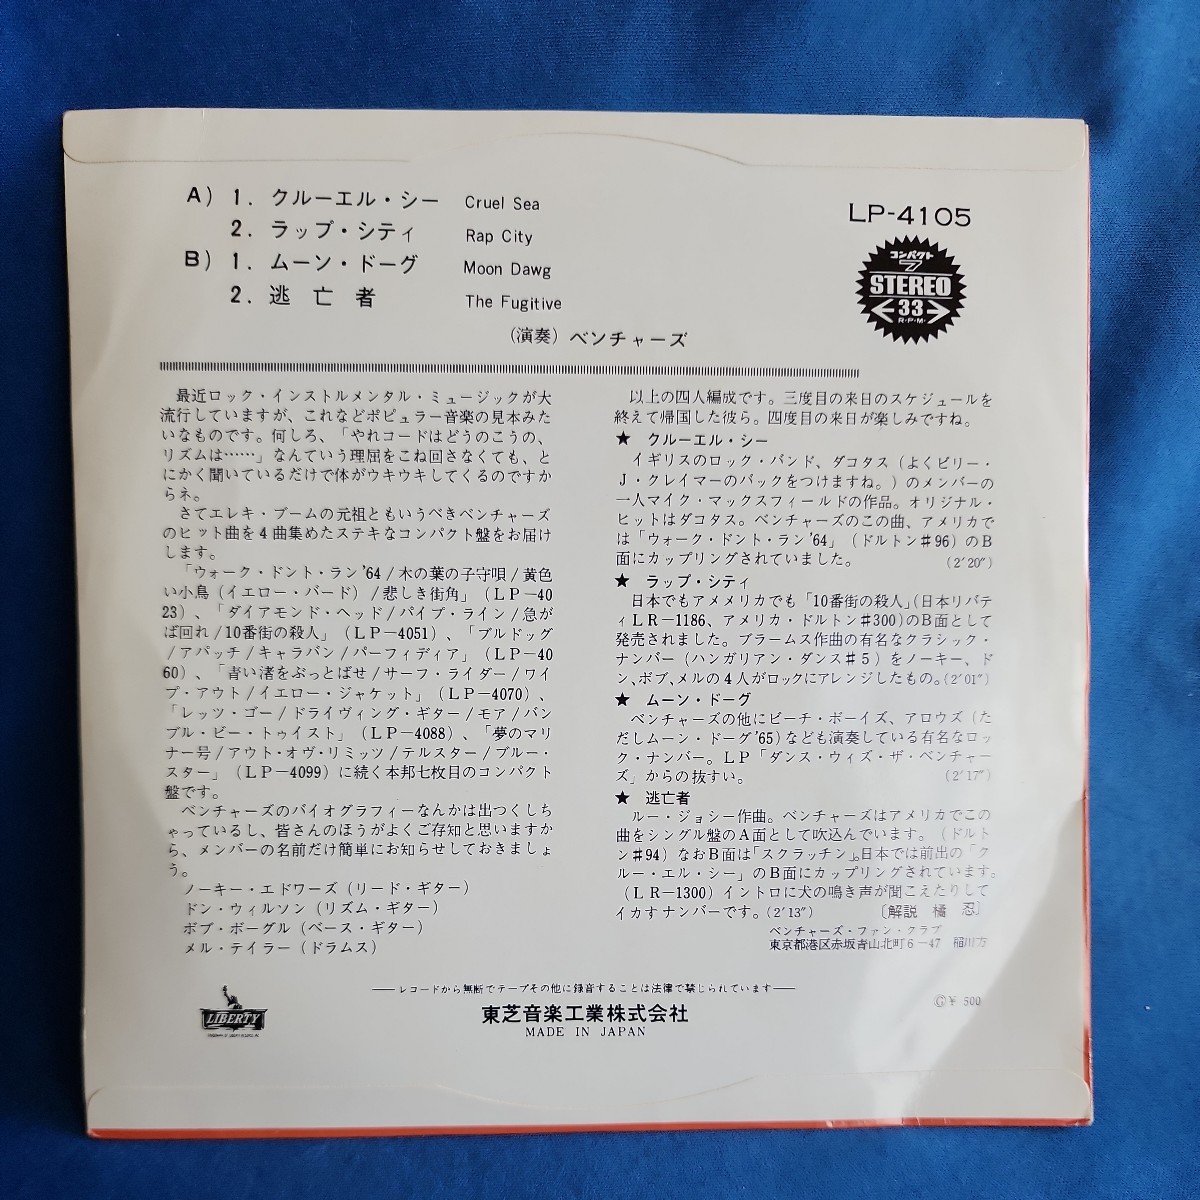 A) 1. クルーエル・シー Cruel Sea
2. ラップ・シティ Rap City
B) 1. ムーン・ドーグ Moon Dawg
2. 逃亡者 The Fugitive
(演奏) ベンチャーズ
LP-4105
コンパクト
7
STEREO
33
R・P・M・
最近ロック・インストルメンタル・ミュージックが大
流行していますが、これなどポピュラー音楽の見本みた
いなものです。何しろ、「やれコードはどうのこうの、
リズムは……」なんていう理屈をこね回さなくても、と
にかく聞いているだけで体がウキウキしてくるのですか
らネ。
さてエレキ・ブームの元祖ともいうべきベンチャーズ
のヒット曲を4曲集めたステキなコンパクト盤をお届け
します。
「ウォーク・ドント・ラン'64/木の葉の子守唄/黄色
い小鳥(イエロー・バード)/悲しき街角」(LP—40
23)、「ダイアモンド・ヘッド/パイプ・ライン/急が
ば回れ/10番街の殺人」(LP—4051)、「ブルドッグ
/アパッチ/キャラバン/パーフィディア」(LP—40
60)、「青い渚をぶっとばせ/サーフ・ライダー/ワイ
プ・アウト/イエロー・ジャケット」(LP—4070)、
「レッツ・ゴー/ドライヴィング・ギター/モア/バン
ブル・ビー・トゥイスト」(LP—4088)、「夢のマリ
ナー号/アウト・オヴ・リミッツ/テルスター/ブルー・
スター」(LP—4099)に続く本邦七枚目のコンパクト
盤です。
ベンチャーズのバイオグラフィーなんかは出つくしち
ゃっているし、皆さんのほうがよくご存知と思いますか
ら、メンバーの名前だけ簡単にお知らせしておきましょ
う。
ノーキー・エドワーズ(リード・ギター)
ドン・ウィルソン(リズム・ギター)
ボブ・ボーグル(ベース・ギター)
メル・テイラー(ドラムス)
以上の四人編成です。三度目の来日のスケジュールを
終えて帰国した彼ら。四度目の来日が楽しみですね。
★ クルーエル・シー
イギリスのロック・バンド、ダコタス(よくビリー・
J・クレイマーのバックをつけますね。)のメンバーの
一人マイク・マックスフィールドの作品。オリジナル・
ヒットはダコタス。ベンチャーズのこの曲、アメリカで
は「ウォーク・ドント・ラン'64」(ドルトン#96)のB
面にカップリングされていました。 (2'20")
★ ラップ・シティ
日本でもアメメリカでも「10番街の殺人」(日本リバテ
ィLR—1186、アメリカ・ドルトン#300)のB面として
発売されました。ブラームス作曲の有名なクラシック・
ナンバー(ハンガリアン・ダンス#5)をノーキー、ド
ン、ボブ、メルの4人がロックにアレンジしたもの。(2'01")
★ ムーン・ドーグ
ベンチャーズの他にビーチ・ボーイズ、アロウズ(た
だしムーン・ドーグ'65)なども演奏している有名なロッ
ク・ナンバー。LP「ダンス・ウィズ・ザ・ベンチャー
ズ」からの抜すい。 (2'17")
★ 逃亡者
ルー・ジョシー作曲。ベンチャーズはアメリカでこの
曲をシングル盤のA面として吹込んでいます。(ドルト
ン#94)なおB面は「スクラッチン」。日本では前出の「ク
ルー・エル・シー」のB面にカップリングされています。
(LR—1300)イントロに犬の鳴き声が聞こえたりして
イカすナンバーです。(2'13") 〔解説 橘 忍〕
ベンチャーズ・ファン・クラブ
東京都港区赤坂青山北町6—47 稲川方
——レコードから無断でテープその他に録音することは法律で禁じられています——
東芝音楽工業株式会社
MADE IN JAPAN
LIBERTY
Ⓖ¥ 500